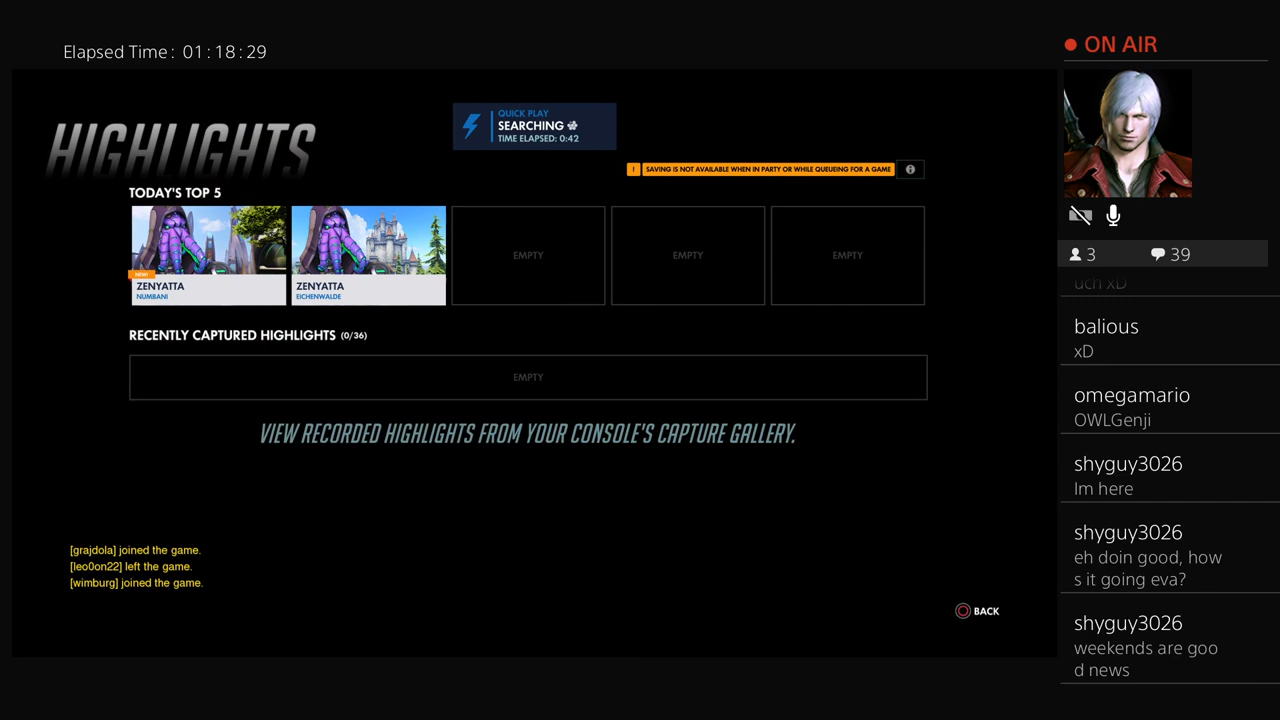 Elapsed Time: 01:18:29
ON AIR
HIGHLIGHTS
QUICK PLAY
SEARCHING
TIME ELAPSED: 0:42
! SAVING IS NOT AVAILABLE WHEN IN PARTY OR WHILE QUEUEING FOR A GAME
TODAY'S TOP 5
NEW!
ZENYATTA
NUMBANI
ZENYATTA
EICHENWALDE
EMPTY
EMPTY
EMPTY
RECENTLY CAPTURED HIGHLIGHTS (0/36)
EMPTY
VIEW RECORDED HIGHLIGHTS FROM YOUR CONSOLE'S CAPTURE GALLERY.
[grajdola] joined the game.
[leo0on22] left the game.
[wimburg] joined the game.
BACK
3 39
uch xD
balious
xD
omegamario
OWLGenji
shyguy3026
Im here
shyguy3026
eh doin good, how
s it going eva?
shyguy3026
weekends are goo
d news